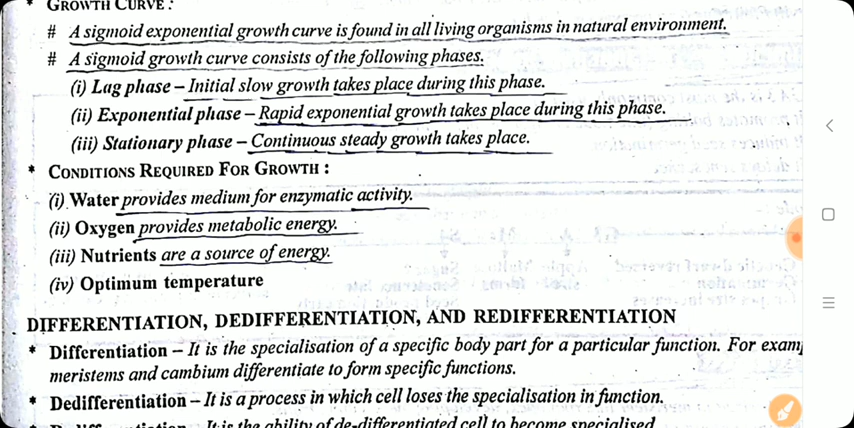 * GROWTH CURVE :
# A sigmoid exponential growth curve is found in all living organisms in natural environment.
# A sigmoid growth curve consists of the following phases.
(i) Lag phase – Initial slow growth takes place during this phase.
(ii) Exponential phase – Rapid exponential growth takes place during this phase.
(iii) Stationary phase – Continuous steady growth takes place.
* CONDITIONS REQUIRED FOR GROWTH :
(i) Water provides medium for enzymatic activity.
(ii) Oxygen provides metabolic energy.
(iii) Nutrients are a source of energy.
(iv) Optimum temperature
DIFFERENTIATION, DEDIFFERENTIATION, AND REDIFFERENTIATION
* Differentiation – It is the specialisation of a specific body part for a particular function. For exam
meristems and cambium differentiate to form specific functions.
* Dedifferentiation – It is a process in which cell loses the specialisation in function.
It is the ability of de-differentiated cell to become specialised